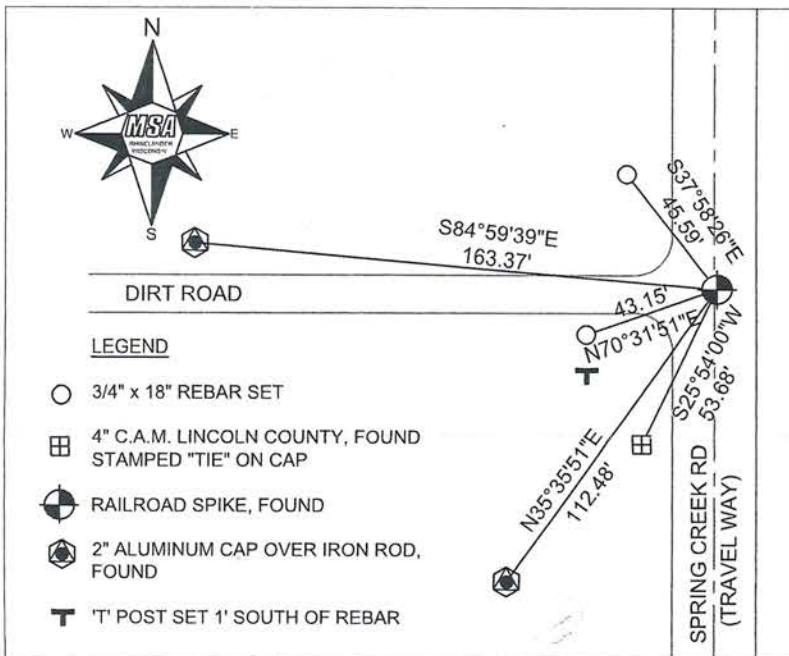 N
W
MSA
RHINELANDER
WISCONSIN
E
S
S37°58'26"E
45.59'
S84°59'39"E
163.37'
DIRT ROAD
43.15'
N70°31'51"E
S25°54'00"W
53.68'
N35°35'51"E
112.48'
LEGEND
3/4" x 18" REBAR SET
4" C.A.M. LINCOLN COUNTY, FOUND
STAMPED "TIE" ON CAP
RAILROAD SPIKE, FOUND
2" ALUMINUM CAP OVER IRON ROD,
FOUND
'T' POST SET 1' SOUTH OF REBAR
SPRING CREEK RD
(TRAVEL WAY)